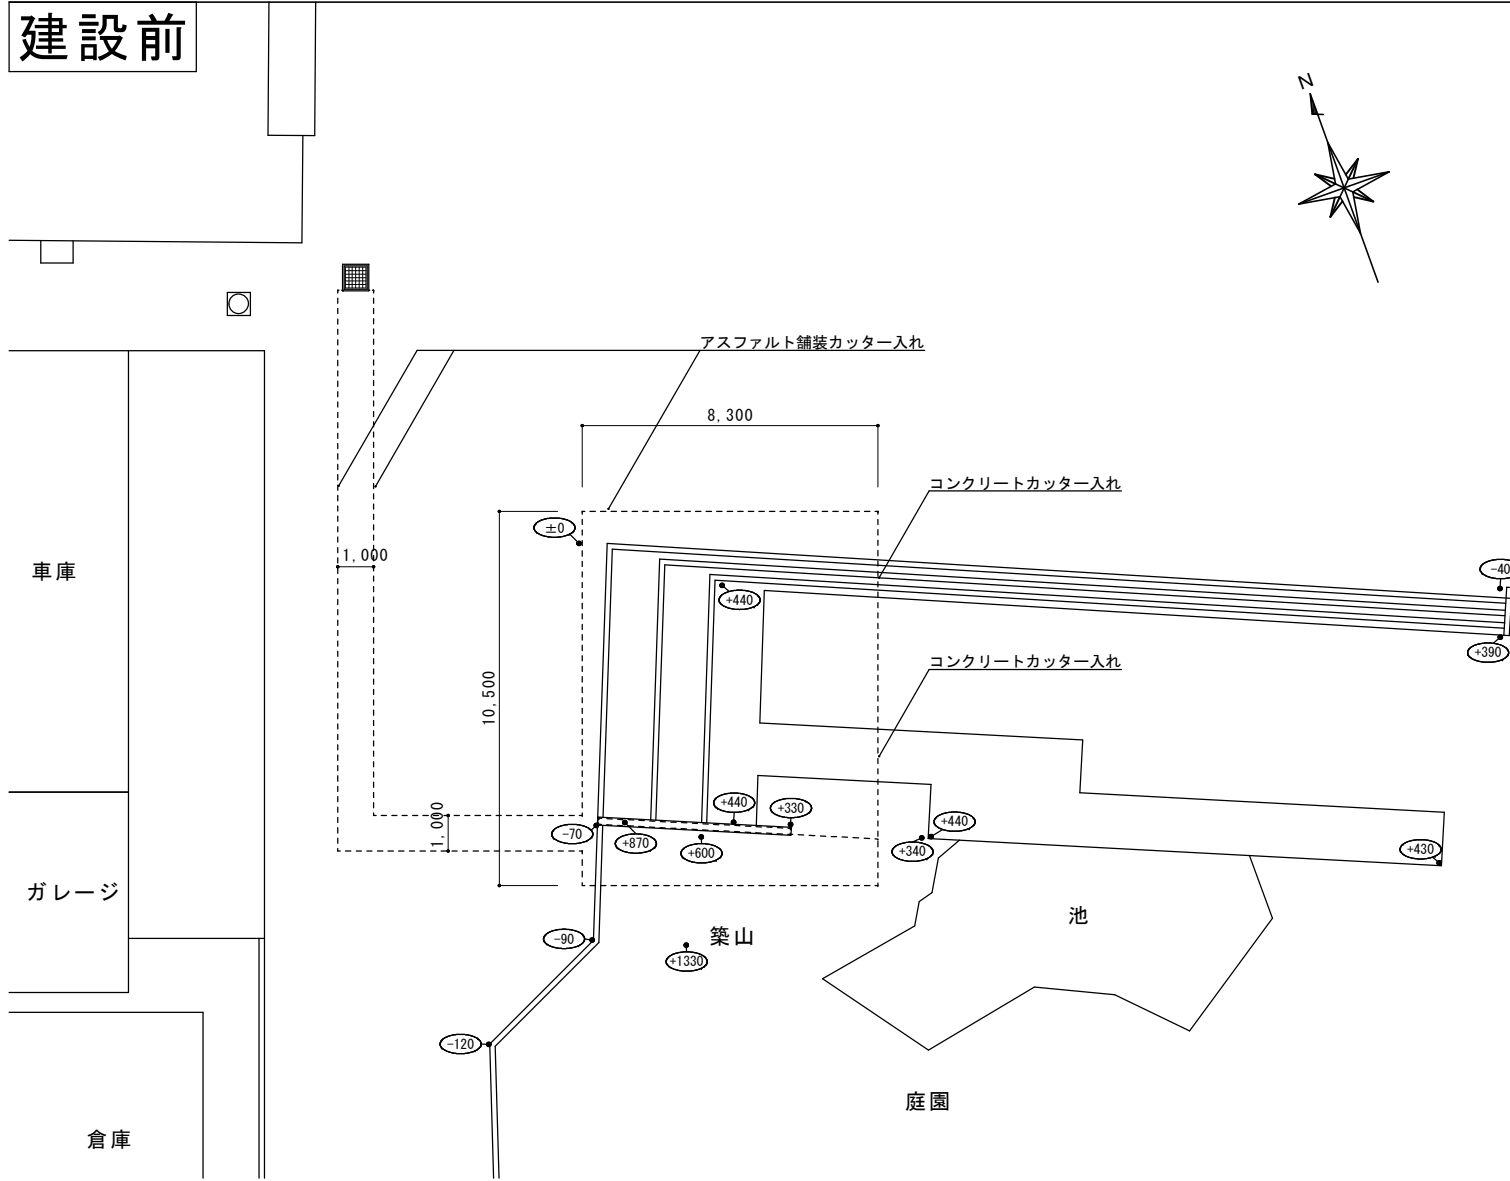 建設前
N
アスファルト舗装カッター入れ
8,300
コンクリートカッター入れ
±0
1,000
車庫
-40
+440
+390
コンクリートカッター入れ
10,500
+440
+330
1,000
-70
+870
+600
+440
+340
+430
ガレージ
池
築山
-90
+1330
-120
庭園
倉庫